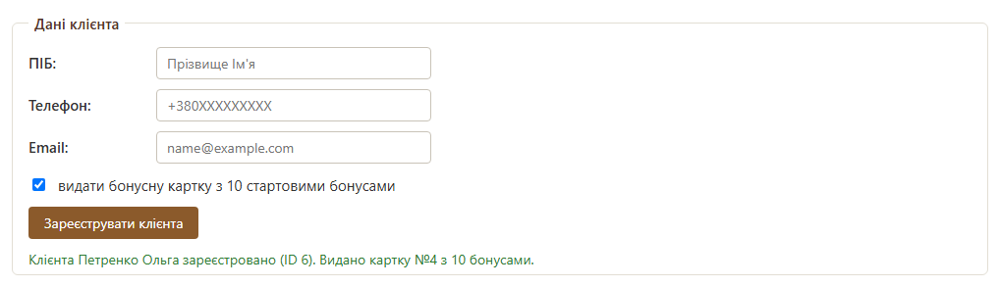 Дані клієнта
ПІБ: Прізвище Ім'я
Телефон: +380XXXXXXXXX
Email: name@example.com
видати бонусну картку з 10 стартовими бонусами
Зареєструвати клієнта
Клієнта Петренко Ольга зареєстровано (ID 6). Видано картку №4 з 10 бонусами.